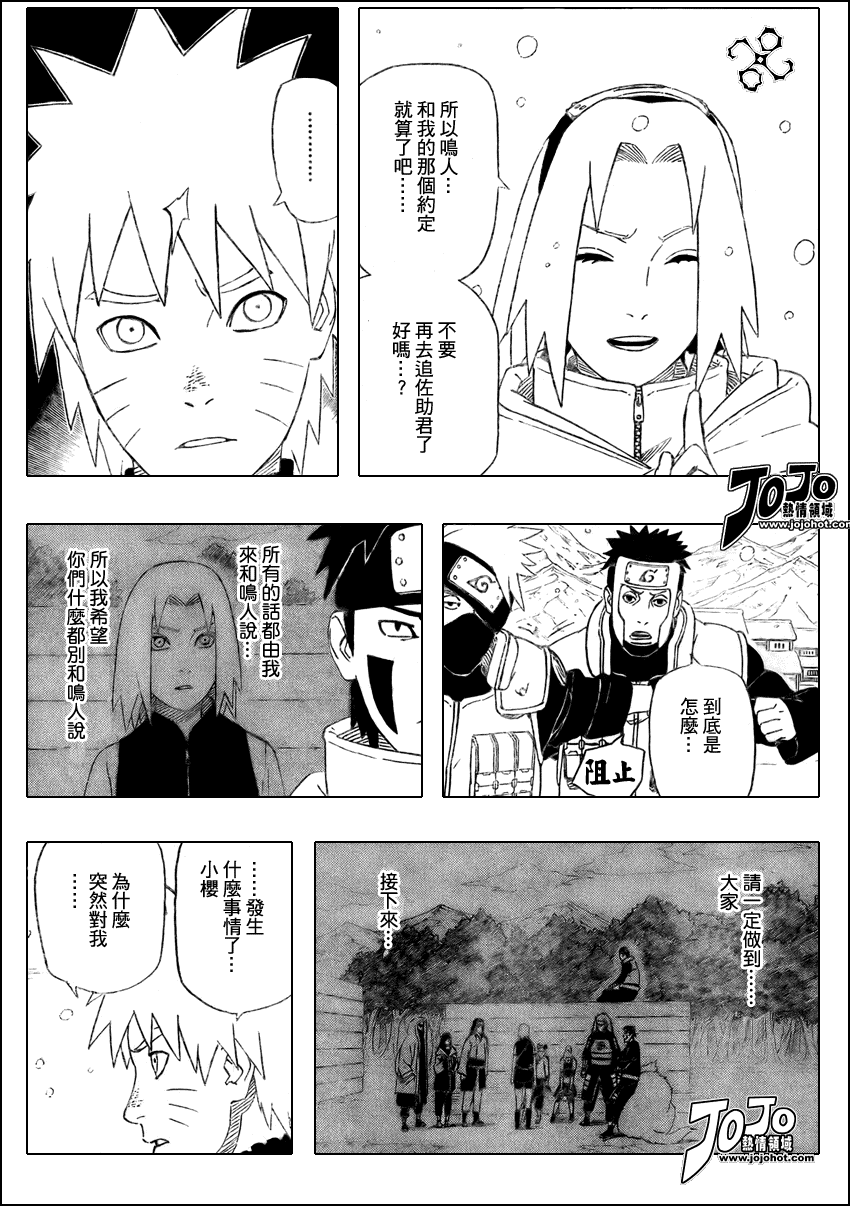 所以鳴人…
和我的那個約定
就算了吧……
不要
再去追佐助君了
好嗎…?
…………
JOJO
熱情領域
www.jojohot.com
到底是
怎麼…
阻止
所有的話都由我
來和鳴人說…
所以我希望
你們什麼都別和鳴人說
請一定做到……
大家
接下來…
……發生
什麼事情了…
小櫻
為什麼
突然對我
……
JOJO
熱情領域
www.jojohot.com